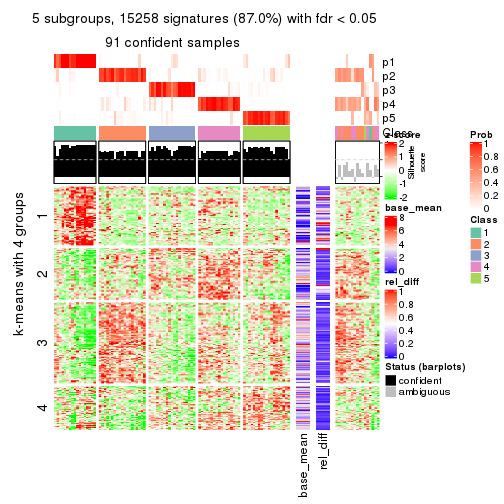 5 subgroups, 15258 signatures (87.0%) with fdr < 0.05
91 confident samples
p1
p2
p3
p4
p5
Class
z-score
2
1
0
-1
-2
Silhouette
score
Prob
1
0.8
0.6
0.4
0.2
0
base_mean
8
6
4
2
0
Class
1
2
3
4
5
rel_diff
1
0.8
0.6
0.4
0.2
0
Status (barplots)
confident
ambiguous
k-means with 4 groups
1
2
3
4
base_mean
rel_diff